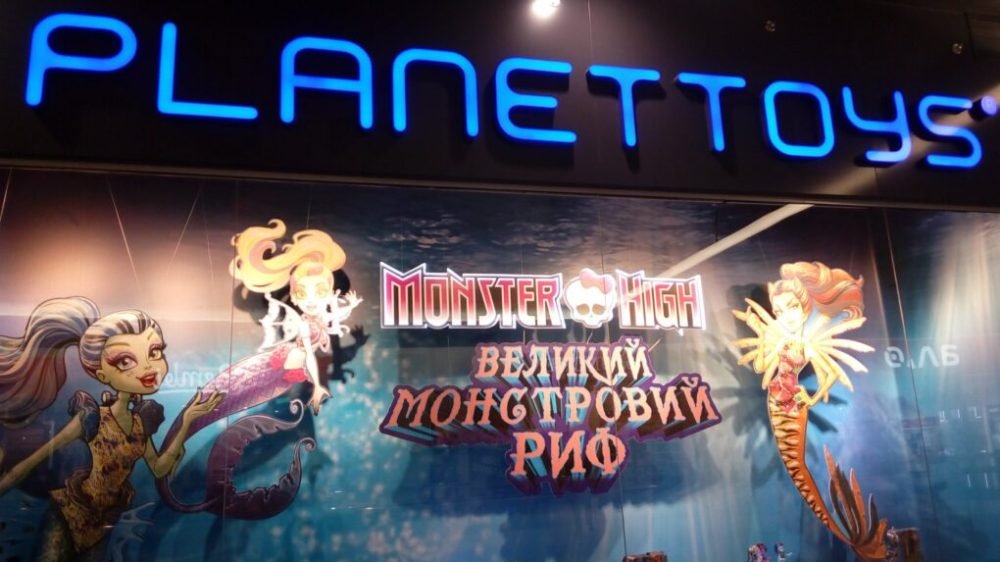 PLANETTOYS
MONSTER HIGH
ВЕЛИКИЙ
МОНСТРОВИЙ
РИФ